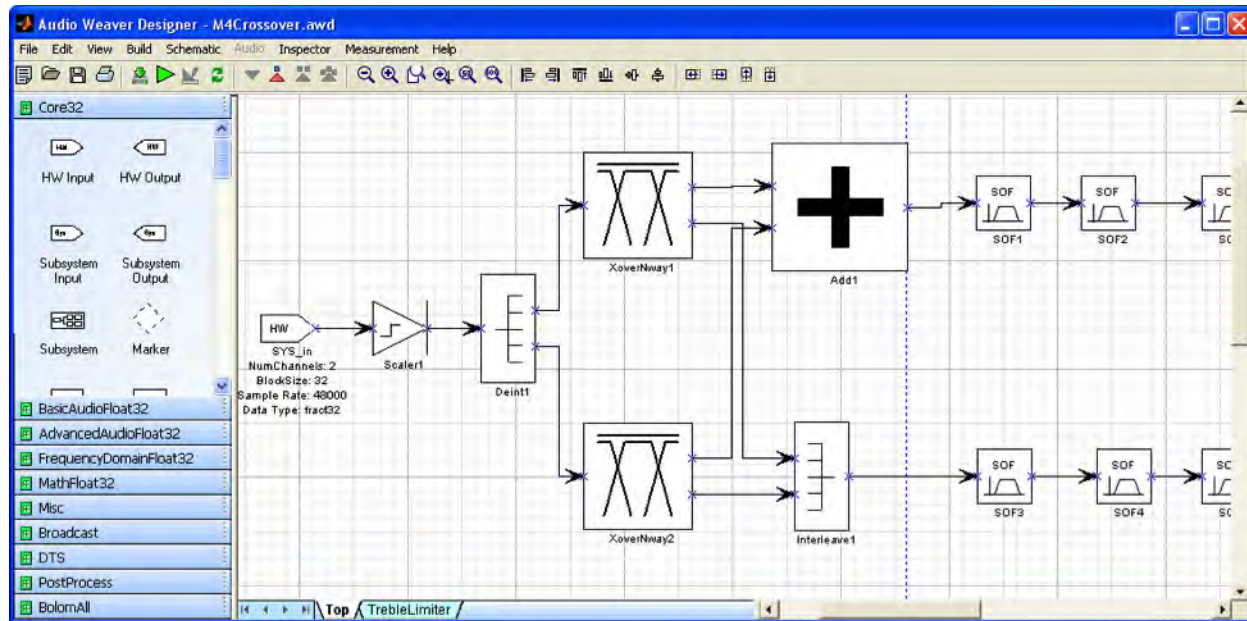 Audio Weaver Designer - M4Crossover.awd
File Edit View Build Schematic Audio Inspector Measurement Help
Core32
HW Input HW Output
Subsystem Input Subsystem Output
Subsystem Marker
BasicAudioFloat32
AdvancedAudioFloat32
FrequencyDomainFloat32
MathFloat32
Misc
Broadcast
DTS
PostProcess
BolomAll
HW
SYS_in
NumChannels: 2
BlockSize: 32
Sample Rate: 48000
Data Type: fract32
Scaler1
Deint1
XoverNway1
XoverNway2
Add1
Interleave1
SOF
SOF1
SOF
SOF2
SOF
SOF3
SOF
SOF4
Top TrebleLimiter